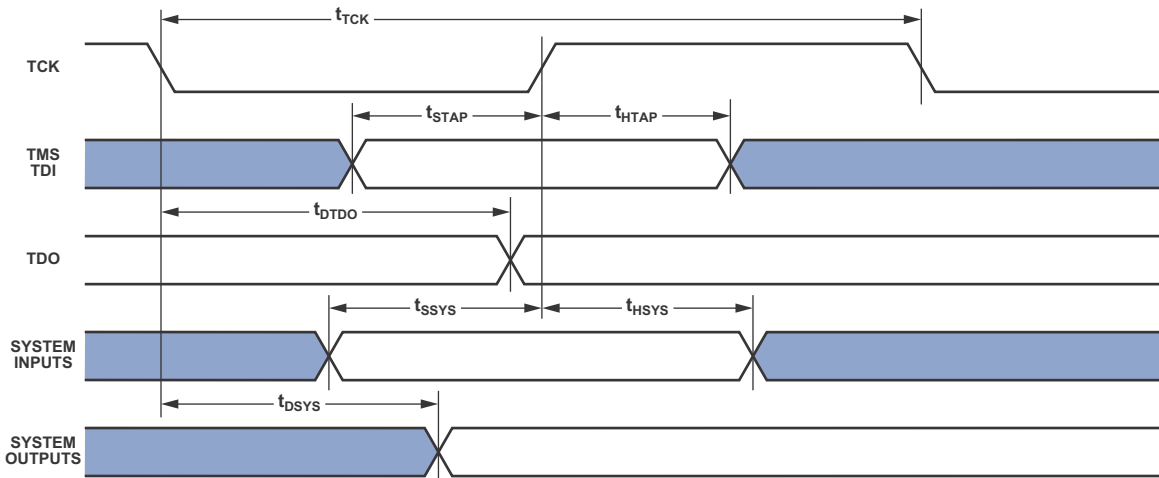 tTCK
TCK
tSTAP
tHTAP
TMS
TDI
tDTDO
TDO
tSSYS
tHSYS
SYSTEM
INPUTS
tDSYS
SYSTEM
OUTPUTS